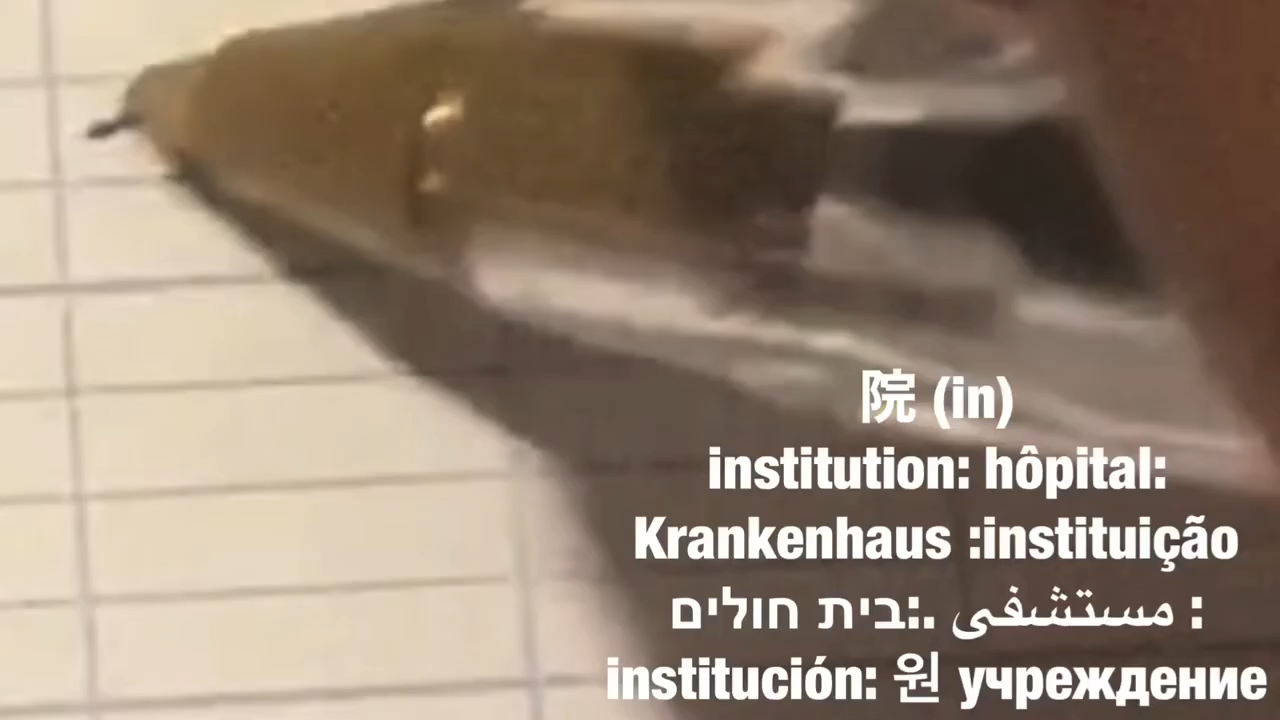 院 (in)
institution: hôpital:
Krankenhaus :instituição
בית חולים:. مستشفى :
institución: 원 учреждение